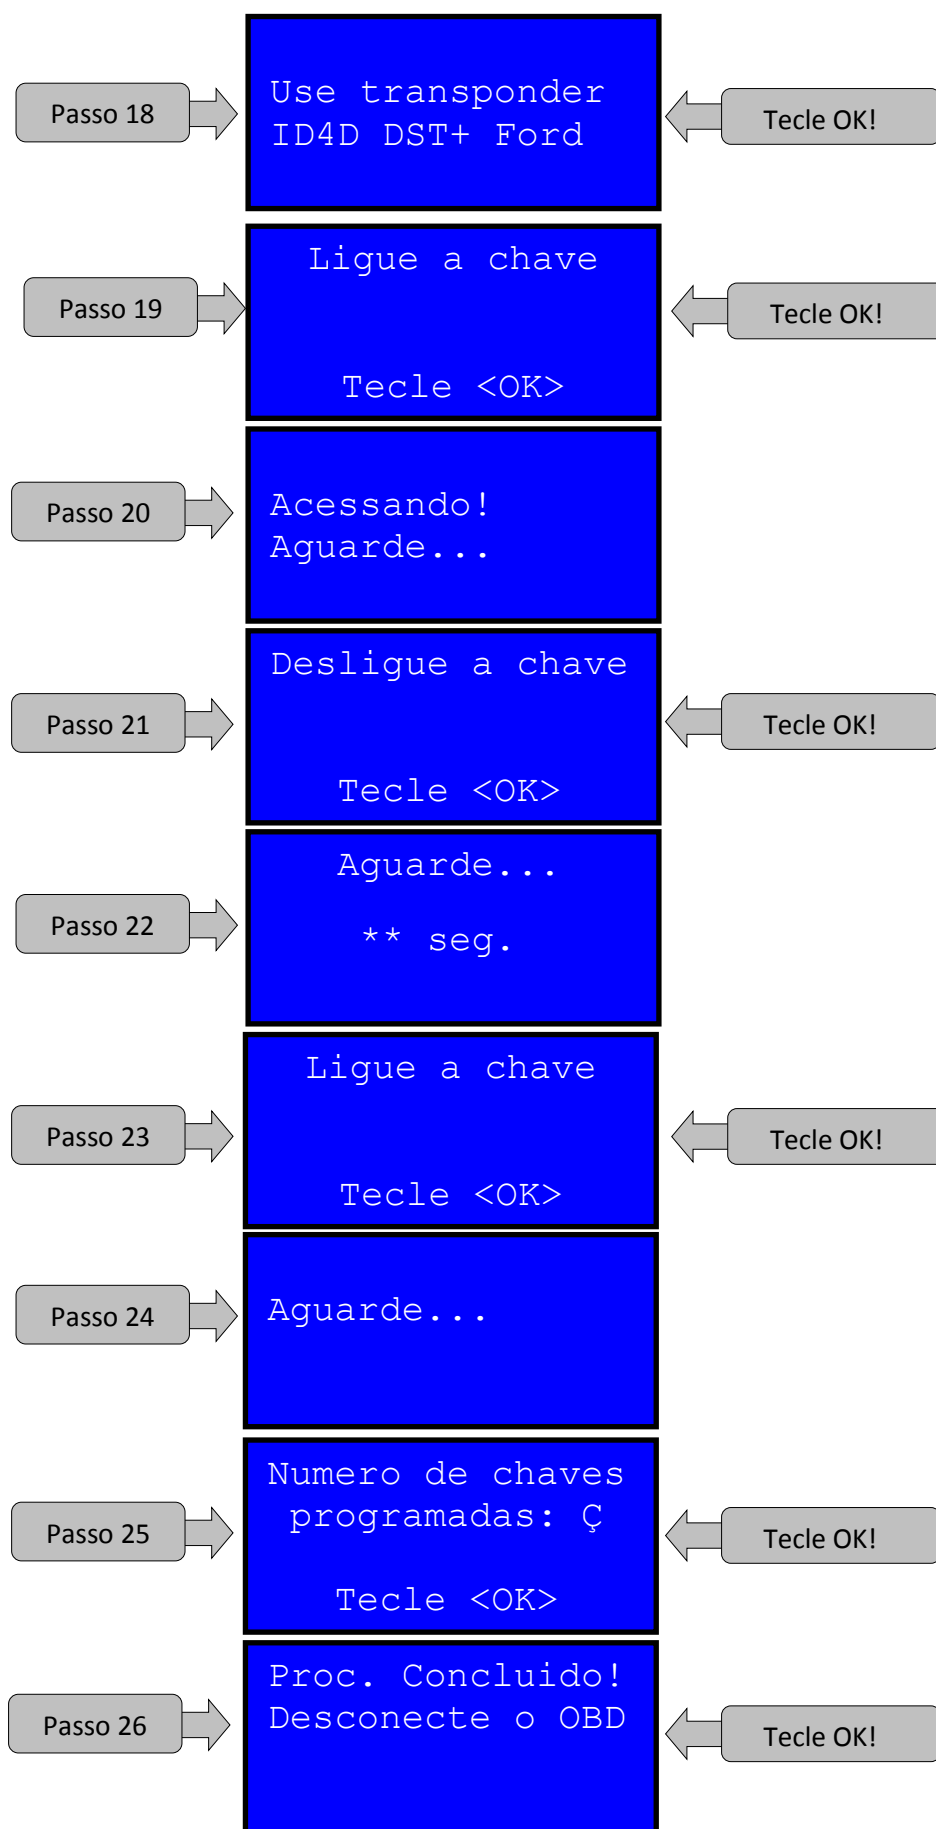 Passo 18
Use transponder
ID4D DST+ Ford
Tecle OK!
Passo 19
Ligue a chave
Tecle <OK>
Tecle OK!
Passo 20
Acessando!
Aguarde...
Passo 21
Desligue a chave
Tecle <OK>
Tecle OK!
Passo 22
Aguarde...
** seg.
Passo 23
Ligue a chave
Tecle <OK>
Tecle OK!
Passo 24
Aguarde...
Passo 25
Numero de chaves
programadas: Ç
Tecle <OK>
Tecle OK!
Passo 26
Proc. Concluido!
Desconecte o OBD
Tecle OK!